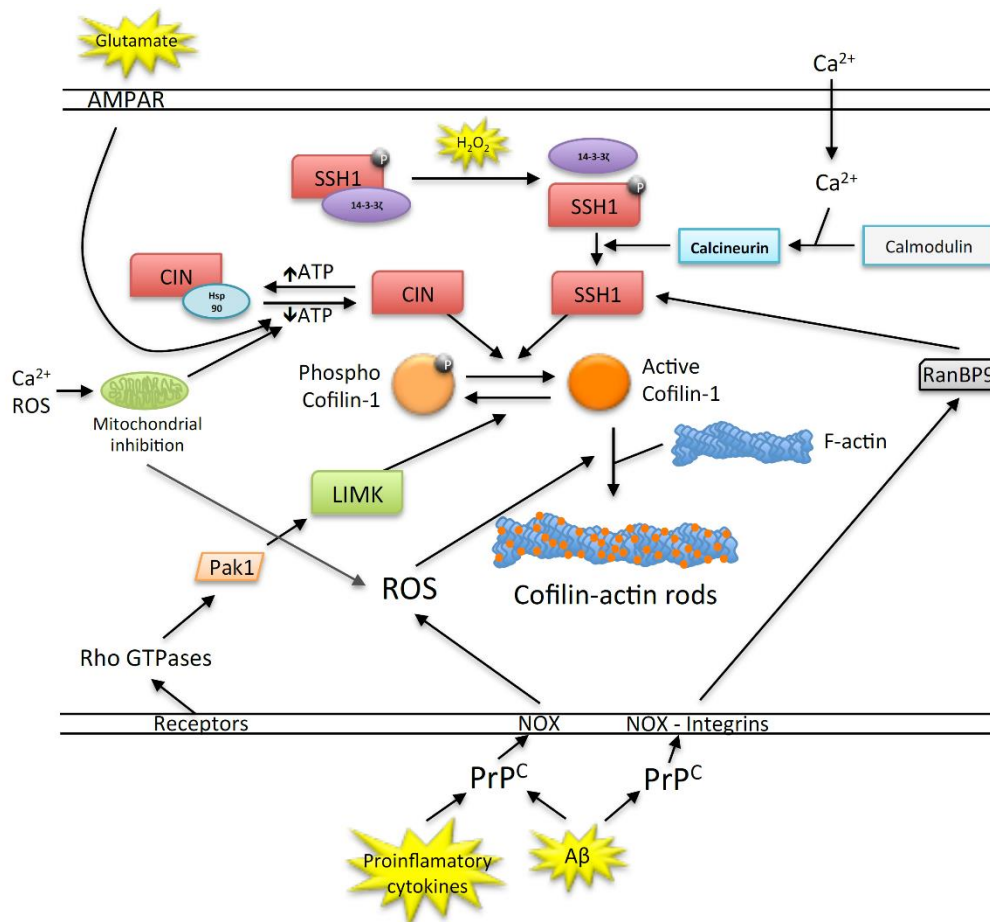 Glutamate
AMPAR
Ca²⁺
H₂O₂
P
SSH1
14-3-3ζ
14-3-3ζ
P
SSH1
Ca²⁺
Calcineurin
Calmodulin
CIN
Hsp
90
↑ATP
↓ATP
CIN
SSH1
Ca²⁺
ROS
Mitochondrial
inhibition
Phospho
Cofilin-1
P
Active
Cofilin-1
RanBP9
F-actin
LIMK
Pak1
ROS
Cofilin-actin rods
Rho GTPases
Receptors
NOX
NOX - Integrins
PrPᶜ
PrPᶜ
Proinflamatory
cytokines
Aβ